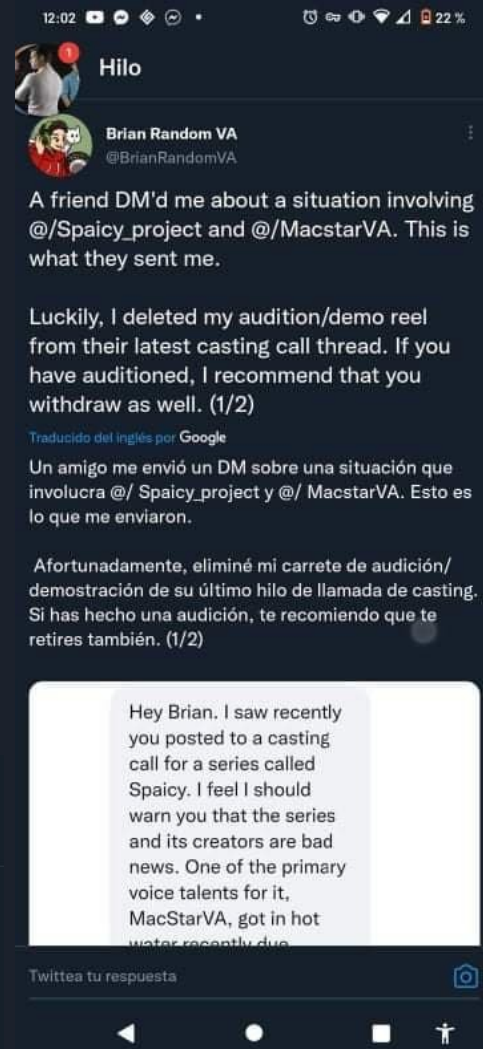 12:02
22 %
1
Hilo
Brian Random VA
@BrianRandomVA
A friend DM'd me about a situation involving
@/Spaicy_project and @/MacstarVA. This is
what they sent me.
Luckily, I deleted my audition/demo reel
from their latest casting call thread. If you
have auditioned, I recommend that you
withdraw as well. (1/2)
Traducido del inglés por Google
Un amigo me envió un DM sobre una situación que
involucra @/ Spaicy_project y @/ MacstarVA. Esto es
lo que me enviaron.
Afortunadamente, eliminé mi carrete de audición/
demostración de su último hilo de llamada de casting.
Si has hecho una audición, te recomiendo que te
retires también. (1/2)
Hey Brian. I saw recently
you posted to a casting
call for a series called
Spaicy. I feel I should
warn you that the series
and its creators are bad
news. One of the primary
voice talents for it,
MacStarVA, got in hot
water recently due
Twittea tu respuesta